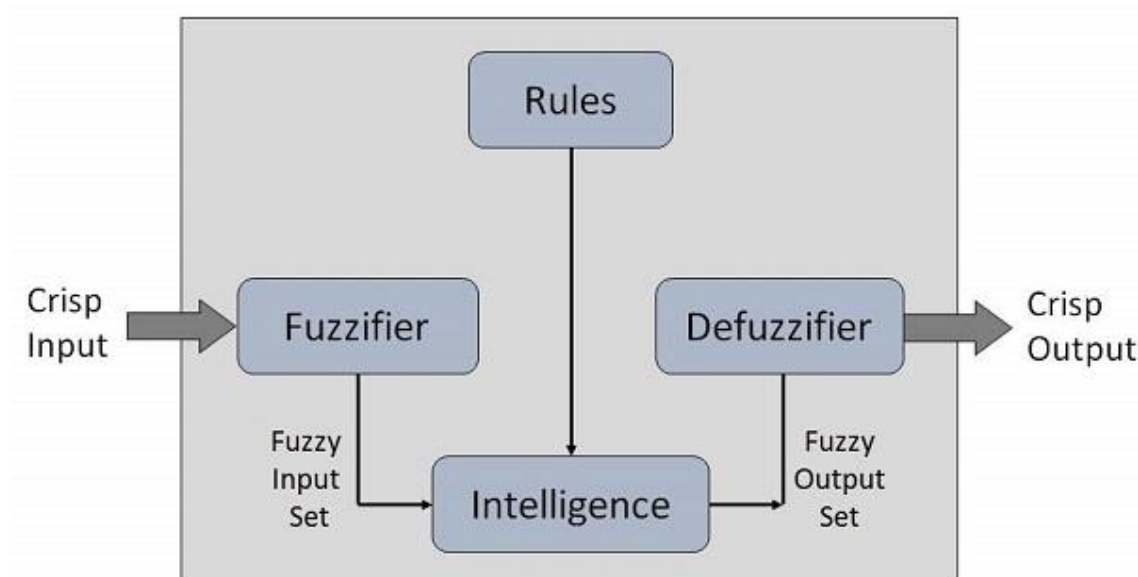 Rules
Crisp
Input
Fuzzifier
Defuzzifier
Crisp
Output
Fuzzy
Input
Set
Intelligence
Fuzzy
Output
Set